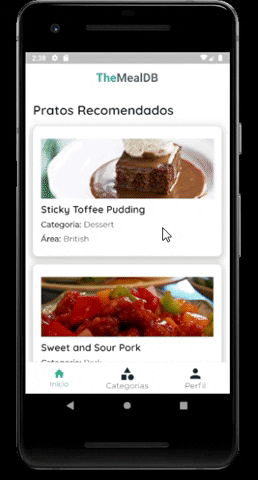 2:38
TheMealDB
Pratos Recomendados
Sticky Toffee Pudding
Categoria: Dessert
Área: British
Sweet and Sour Pork
Categoria: Pork
Início
Categorias
Perfil